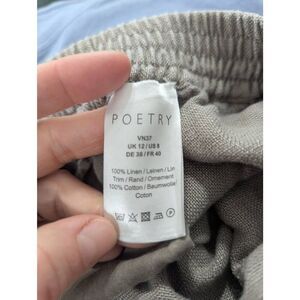 POETRY
VN37
UK 12 / US 8
DE 38 / FR 40
100% Linen / Leinen / Lin
Trim / Rand / Ornement
100% Cotton / Baumwolle
Coton